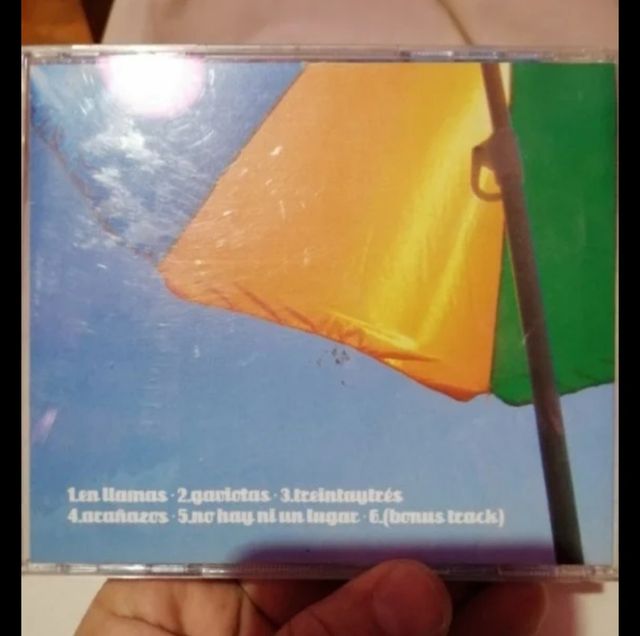 1.en llamas · 2.gaviotas · 3.treintaytrés
4.arañazos · 5.no hay ni un lugar · 6.(bonus track)